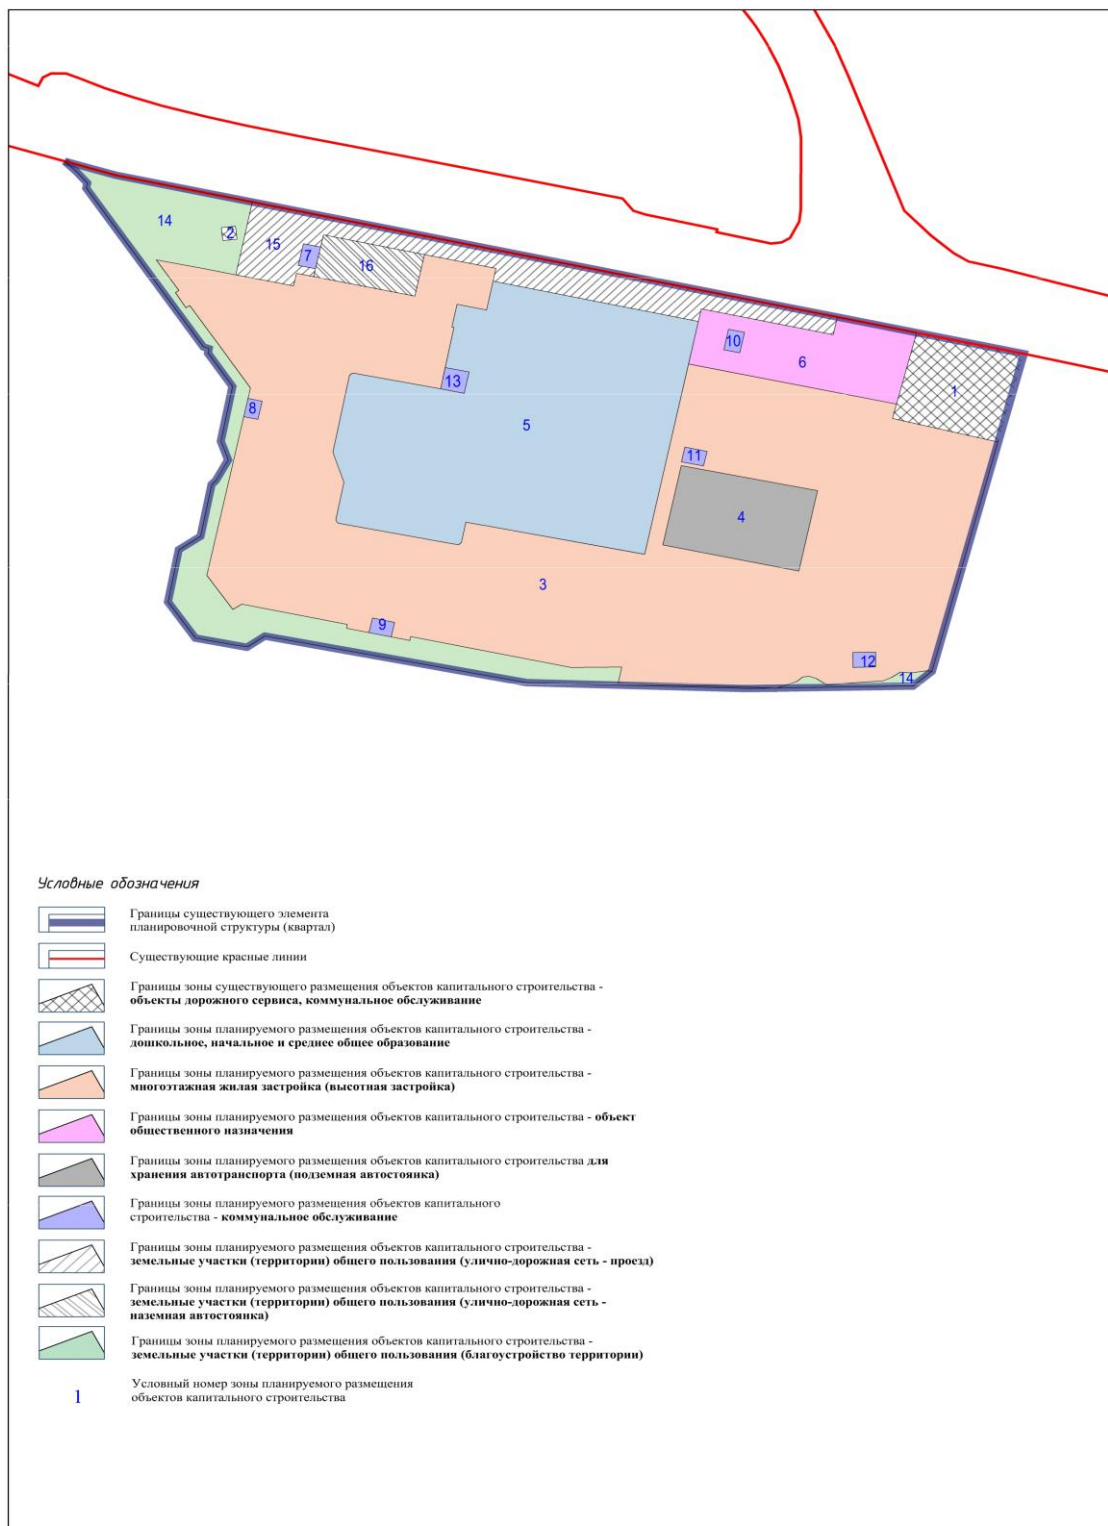 14
2
15
7
16
10
6
1
13
8
5
11
4
3
9
12
14
Условные обозначения
Границы существующего элемента
планировочной структуры (квартал)
Существующие красные линии
Границы зоны существующего размещения объектов капитального строительства -
объекты дорожного сервиса, коммунальное обслуживание
Границы зоны планируемого размещения объектов капитального строительства -
дошкольное, начальное и среднее общее образование
Границы зоны планируемого размещения объектов капитального строительства -
многоэтажная жилая застройка (высотная застройка)
Границы зоны планируемого размещения объектов капитального строительства - объект
общественного назначения
Границы зоны планируемого размещения объектов капитального строительства для
хранения автотранспорта (подземная автостоянка)
Границы зоны планируемого размещения объектов капитального
строительства - коммунальное обслуживание
Границы зоны планируемого размещения объектов капитального строительства -
земельные участки (территории) общего пользования (улично-дорожная сеть - проезд)
Границы зоны планируемого размещения объектов капитального строительства -
земельные участки (территории) общего пользования (улично-дорожная сеть -
наземная автостоянка)
Границы зоны планируемого размещения объектов капитального строительства -
земельные участки (территории) общего пользования (благоустройство территории)
1
Условный номер зоны планируемого размещения
объектов капитального строительства